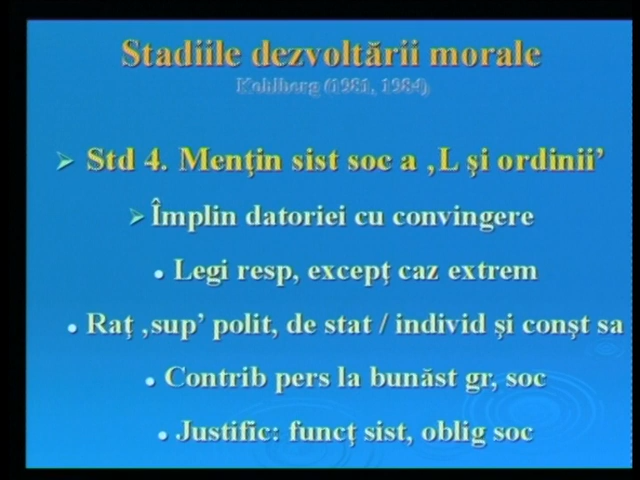 Stadiile dezvoltării morale
Kohlberg (1981, 1984)
Std 4. Menţin sist soc a ‚L şi ordinii’
Împlin datoriei cu convingere
Legi resp, excepţ caz extrem
Raţ ‚sup’ polit, de stat / individ şi conşt sa
Contrib pers la bunăst gr, soc
Justific: funcţ sist, oblig soc